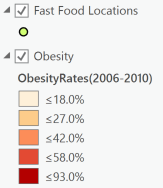 Fast Food Locations
Obesity
ObesityRates(2006-2010)
≤18.0%
≤27.0%
≤42.0%
≤58.0%
≤93.0%